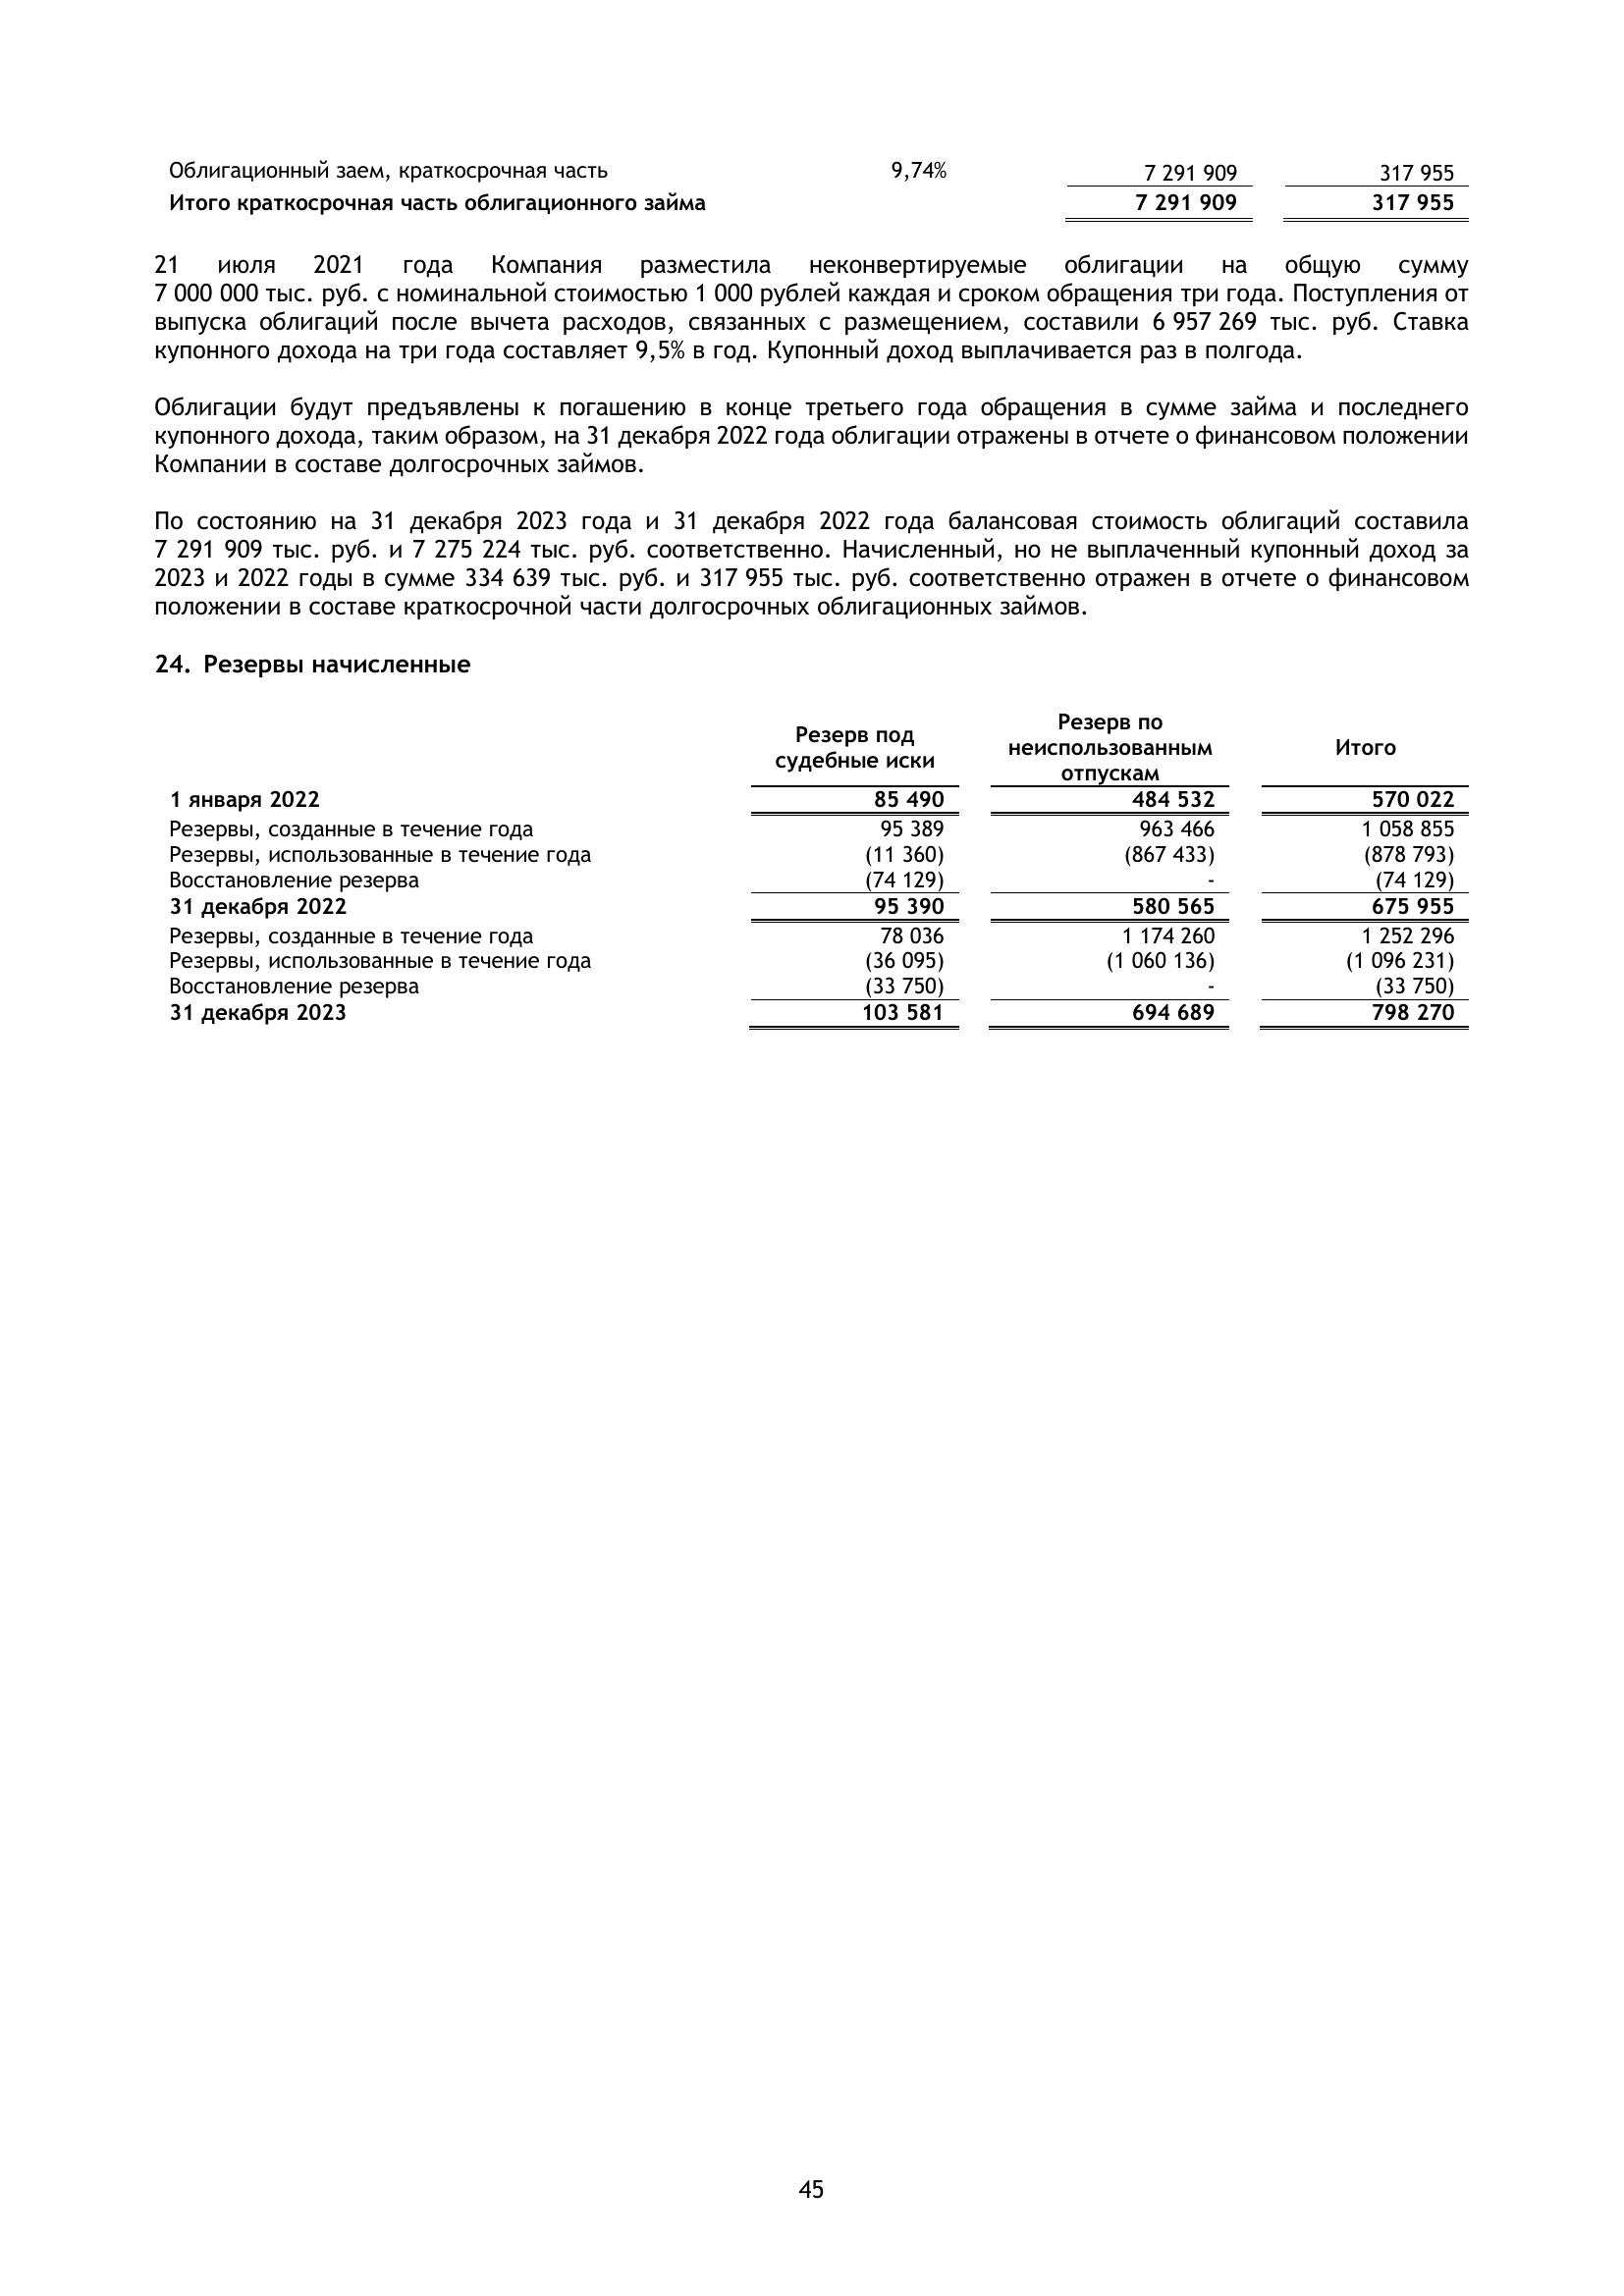 Облигационный заем, краткосрочная часть 9,74% 7 291 909 317 955
Итого краткосрочная часть облигационного займа 7 291 909 317 955
21 июля 2021 года Компания разместила неконвертируемые облигации на общую сумму
7 000 000 тыс. руб. с номинальной стоимостью 1 000 рублей каждая и сроком обращения три года. Поступления от
выпуска облигаций после вычета расходов, связанных с размещением, составили 6 957 269 тыс. руб. Ставка
купонного дохода на три года составляет 9,5% в год. Купонный доход выплачивается раз в полгода.
Облигации будут предъявлены к погашению в конце третьего года обращения в сумме займа и последнего
купонного дохода, таким образом, на 31 декабря 2022 года облигации отражены в отчете о финансовом положении
Компании в составе долгосрочных займов.
По состоянию на 31 декабря 2023 года и 31 декабря 2022 года балансовая стоимость облигаций составила
7 291 909 тыс. руб. и 7 275 224 тыс. руб. соответственно. Начисленный, но не выплаченный купонный доход за
2023 и 2022 годы в сумме 334 639 тыс. руб. и 317 955 тыс. руб. соответственно отражен в отчете о финансовом
положении в составе краткосрочной части долгосрочных облигационных займов.
24. Резервы начисленные
Резерв под
судебные иски
Резерв по
неиспользованным
отпускам
Итого
1 января 2022 85 490 484 532 570 022
Резервы, созданные в течение года 95 389 963 466 1 058 855
Резервы, использованные в течение года (11 360) (867 433) (878 793)
Восстановление резерва (74 129) - (74 129)
31 декабря 2022 95 390 580 565 675 955
Резервы, созданные в течение года 78 036 1 174 260 1 252 296
Резервы, использованные в течение года (36 095) (1 060 136) (1 096 231)
Восстановление резерва (33 750) - (33 750)
31 декабря 2023 103 581 694 689 798 270
45